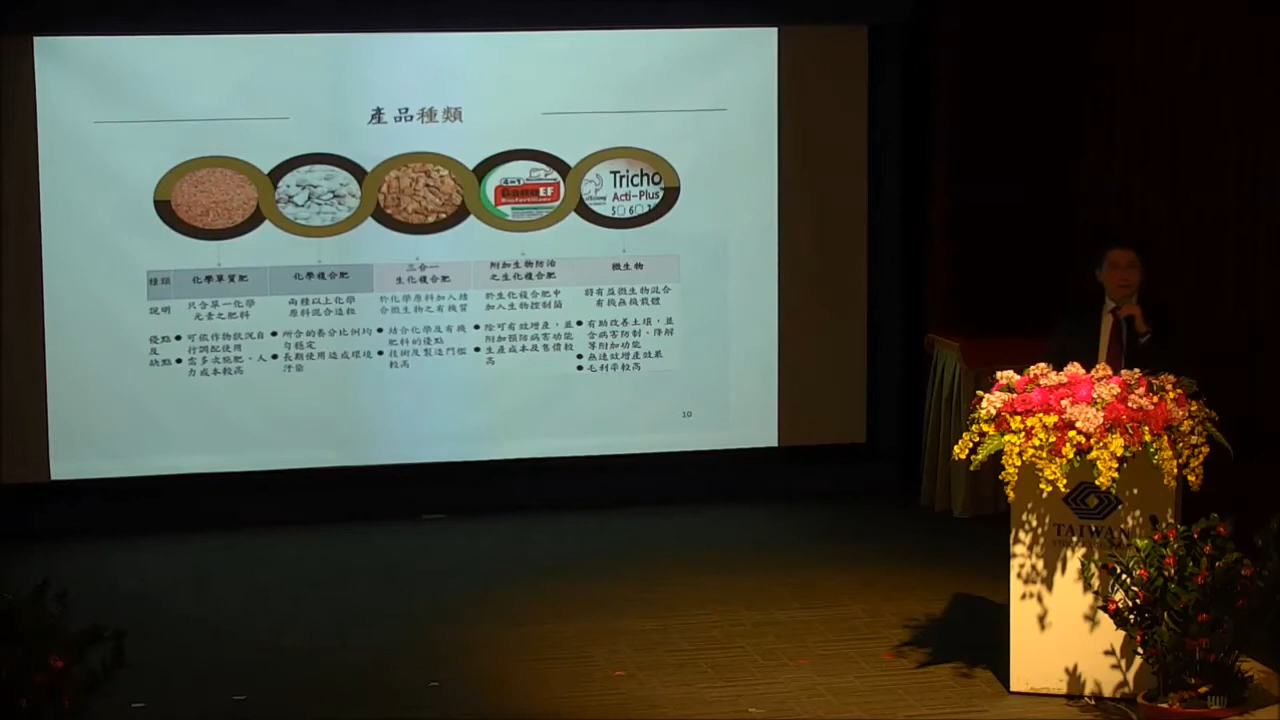 產品種類
4 in 1
GanoEF
Biofertilizer
Tricho
Acti-Plus
種類
化學單質肥
化學複合肥
三合一
生化複合肥
附加生物防治
之生化複合肥
微生物
說明
只含單一化學
元素之肥料
兩種以上化學
原料混合造粒
於化學原料加入結
合微生物之有機質
於生化複合肥中
加入生物控制菌
將有益微生物混合
有機無機載體
優點
及
缺點
● 可依作物狀況自
行調配使用
● 需多次施肥、人
力成本較高
● 所含的養分比例均
勻穩定
● 長期使用造成環境
汙染
● 結合化學及有機
肥料的優點
● 技術及製造門檻
較高
● 除可有效增產，並
附加預防病害功能
● 生產成本及售價較
高
● 有助改善土壤，並
含病害防制、降解
等附加功能
● 無速效增產效果
● 毛利率較高
10
TAIWAN